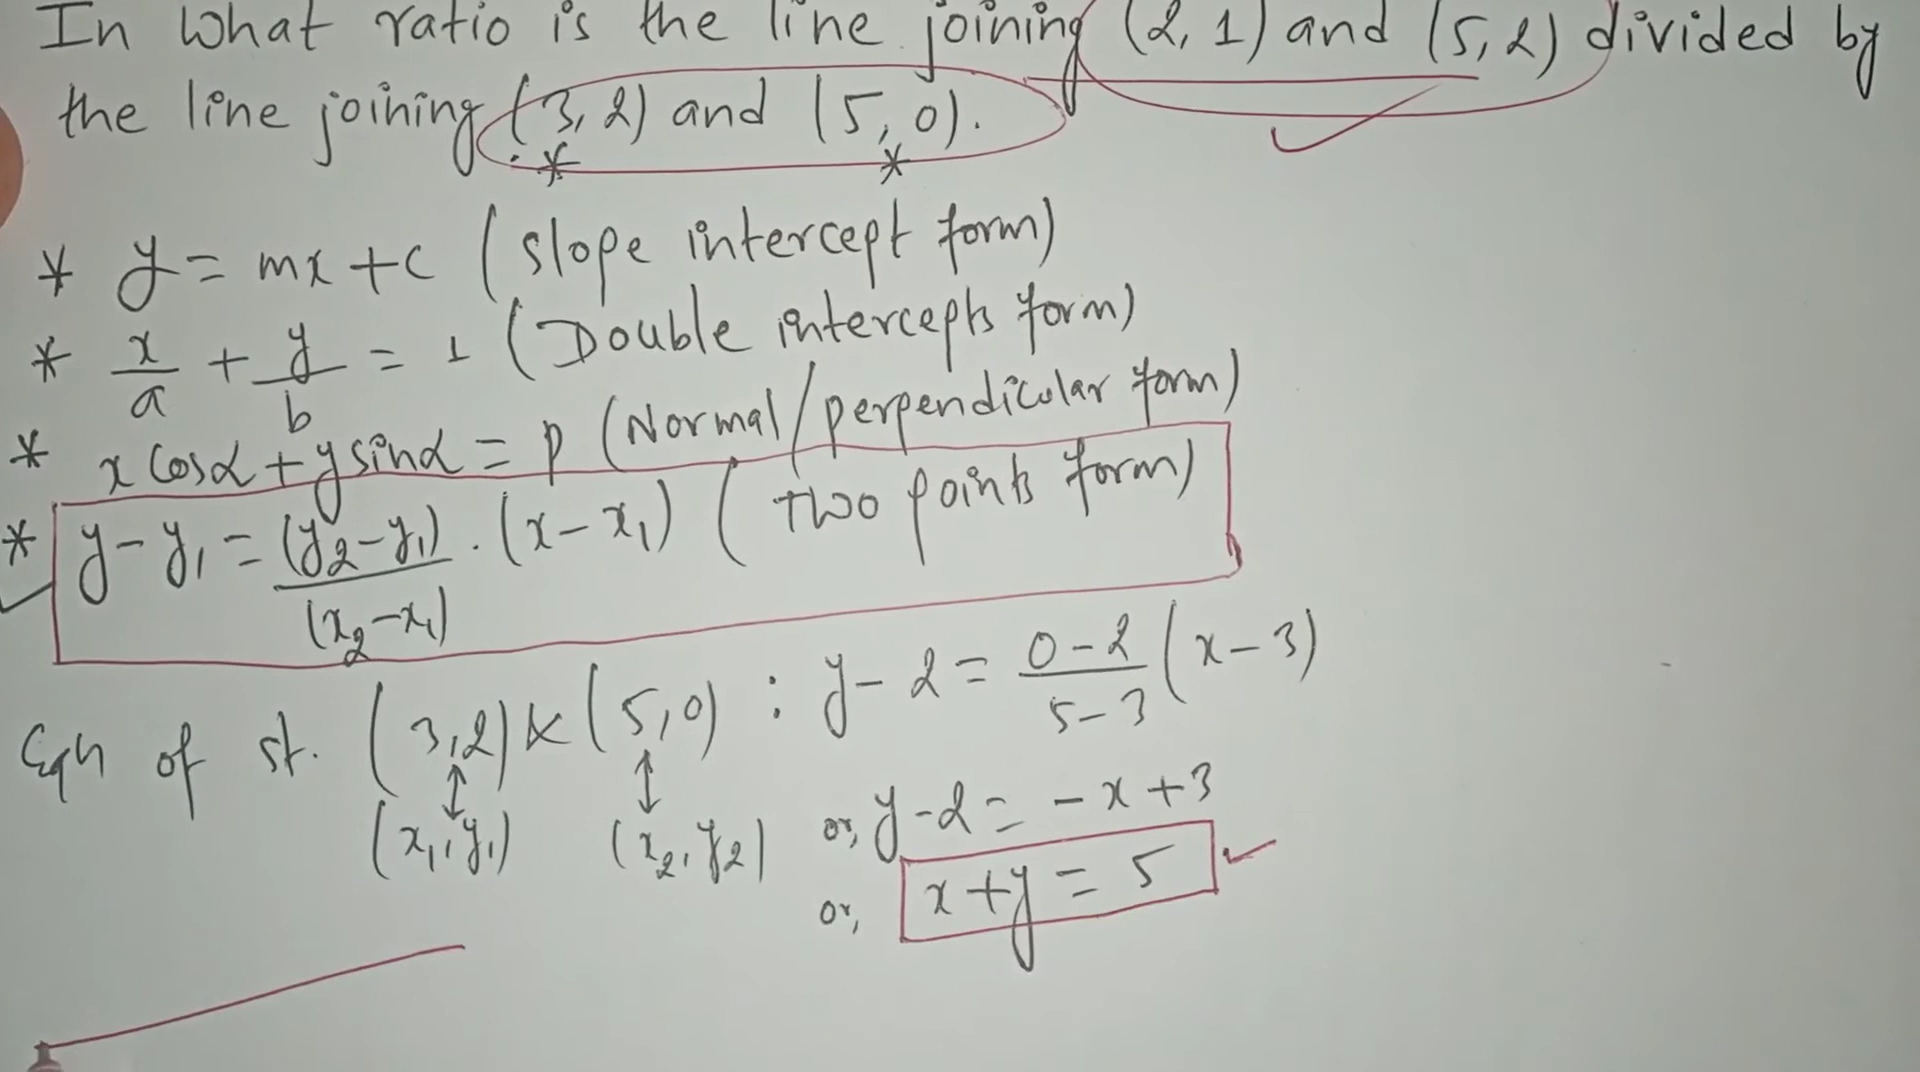 In what ratio is the line joining (2, 1) and (5, 2) divided by
the line joining (3, 2) and (5, 0).
* y = mx + c (slope intercept form)
* x/a + y/b = 1 (Double intercepts form)
* x cosα + y sinα = p (Normal/perpendicular form)
* y - y₁ = (y₂-y₁)/(x₂-x₁) . (x - x₁) (two points form)
Eqn of st. (3,2) & (5,0) : y - 2 = 0-2/5-3 (x - 3)
(x₁, y₁) (x₂, y₂) or, y - 2 = - x + 3
or, x + y = 5